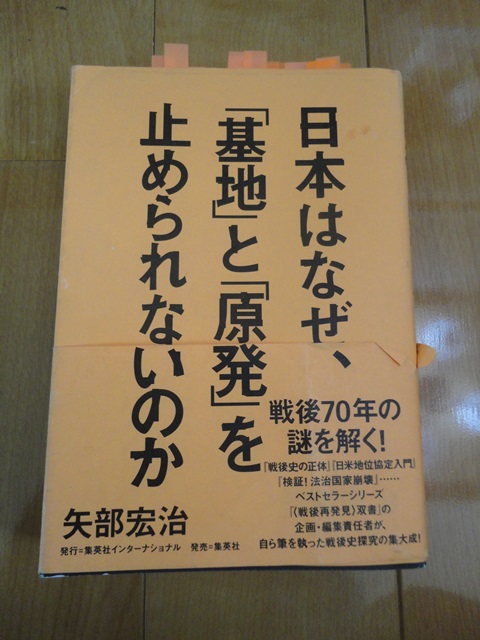 日本はなぜ、
「基地」と「原発」を
止められないのか
戦後70年の
謎を解く!
『戦後史の正体』『日米地位協定入門』
『検証!法治国家崩壊』……
ベストセラーシリーズ
「〈戦後再発見〉双書」の
企画・編集責任者が、
自ら筆を執った戦後史探究の集大成!
矢部宏治
発行=集英社インターナショナル 発売=集英社